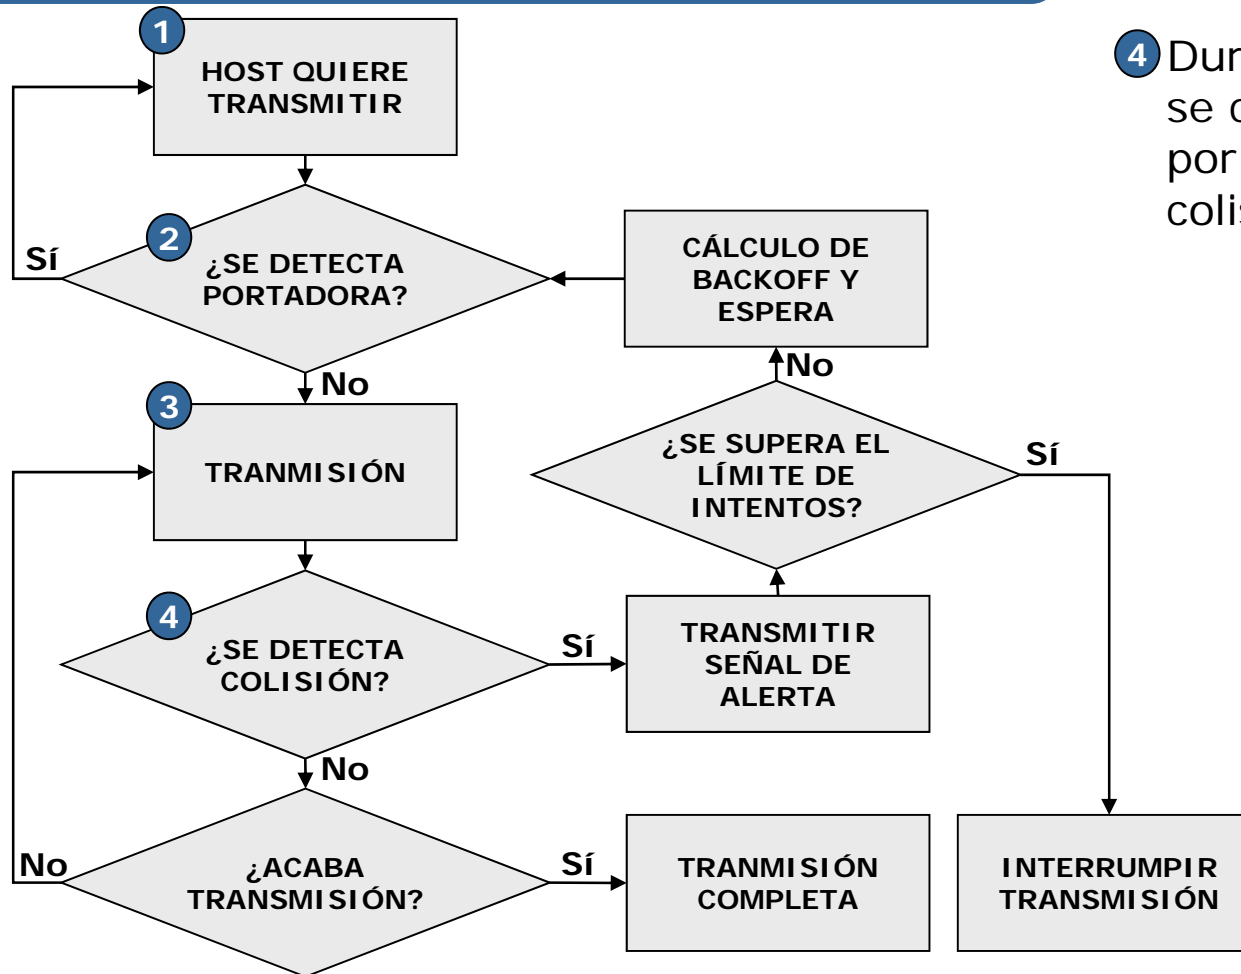 1
HOST QUIERE
TRANSMITIR
2
¿SE DETECTA
PORTADORA?
Sí
No
3
TRANMISIÓN
4
¿SE DETECTA
COLISIÓN?
Sí
No
¿ACABA
TRANSMISIÓN?
No
Sí
TRANMISIÓN
COMPLETA
TRANSMITIR
SEÑAL DE
ALERTA
¿SE SUPERA EL
LÍMITE DE
INTENTOS?
No
Sí
CÁLCULO DE
BACKOFF Y
ESPERA
INTERRUMPIR
TRANSMISIÓN
4
se
por